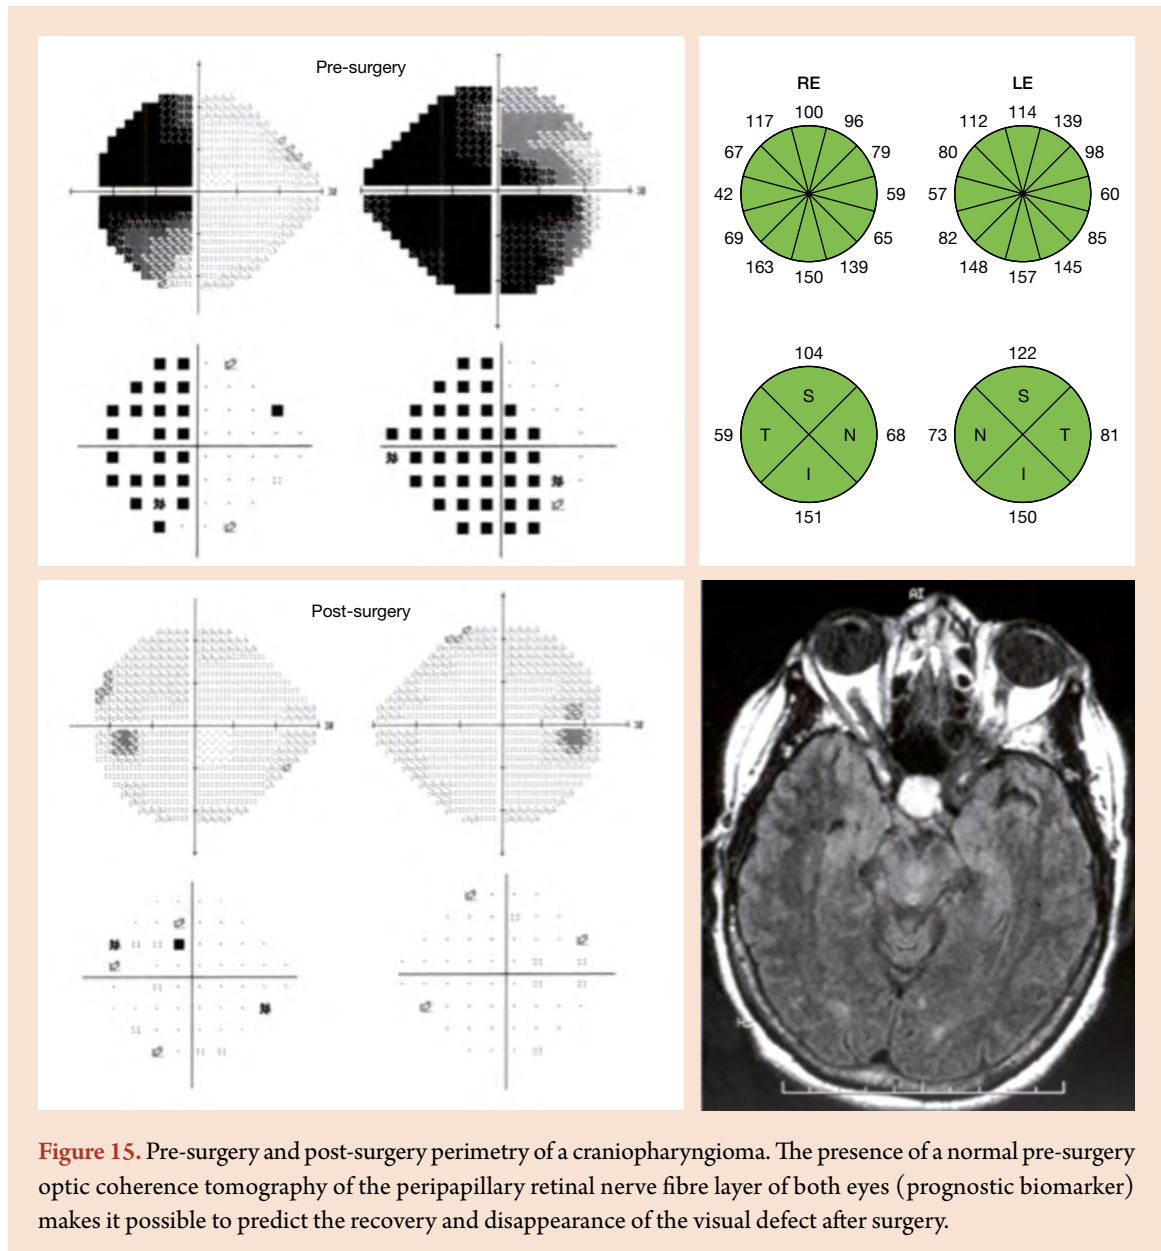 Pre-surgery
30
30
RE
LE
100
117
96
67
79
42
59
69
65
163
139
150
114
112
139
80
98
57
60
82
85
148
145
157
104
S
59
T
N
68
I
151
122
S
73
N
T
81
I
150
Post-surgery
30
30
Figure 15. Pre-surgery and post-surgery perimetry of a craniopharyngioma. The presence of a normal pre-surgery
optic coherence tomography of the peripapillary retinal nerve fibre layer of both eyes (prognostic biomarker)
makes it possible to predict the recovery and disappearance of the visual defect after surgery.